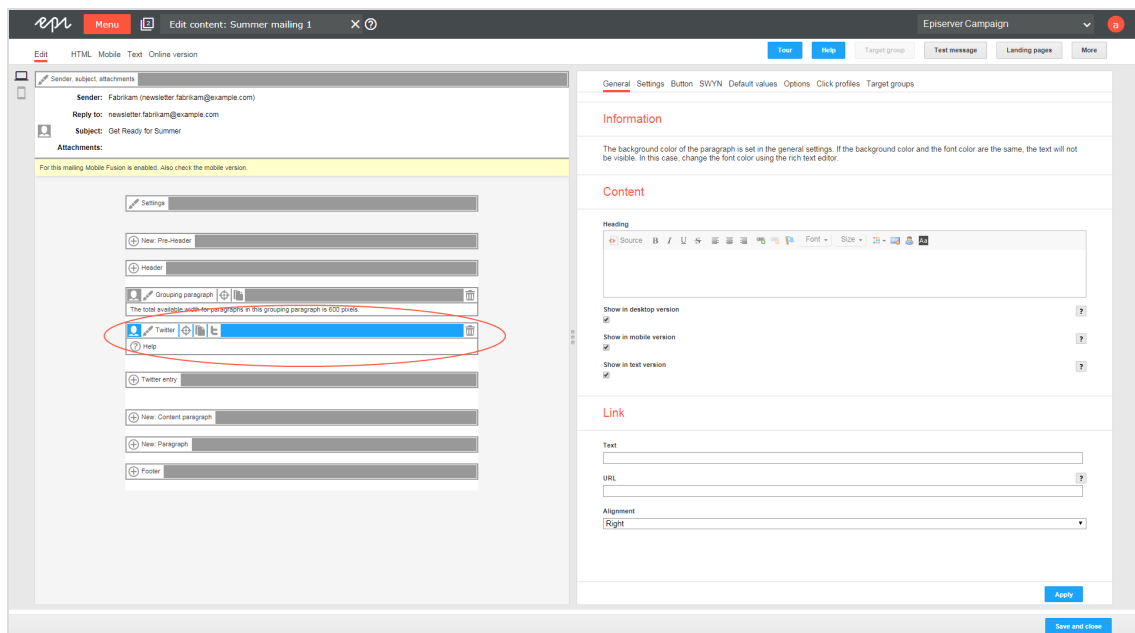 epi Menu 2 Edit content: Summer mailing 1 Episerver Campaign a
Edit HTML Mobile Text Online version Tour Help Target group Test message Landing pages More
Sender, subject, attachments
Sender: Fabrikam (newsletter.fabrikam@example.com)
Reply to: newsletter.fabrikam@example.com
Subject: Get Ready for Summer
Attachments:
For this mailing Mobile Fusion is enabled. Also check the mobile version.
Settings
New: Pre-Header
Header
Grouping paragraph
The total available width for paragraphs in this grouping paragraph is 600 pixels.
Twitter
Help
Twitter entry
New: Content paragraph
New: Paragraph
Footer
General Settings Button SWYN Default values Options Click profiles Target groups
Information
The background color of the paragraph is set in the general settings. If the background color and the font color are the same, the text will not
be visible. In this case, change the font color using the rich text editor.
Content
Heading
Source B I U S Font Size Aa
Show in desktop version ?
Show in mobile version ?
Show in text version ?
Link
Text
URL ?
Alignment
Right
Apply
Save and close